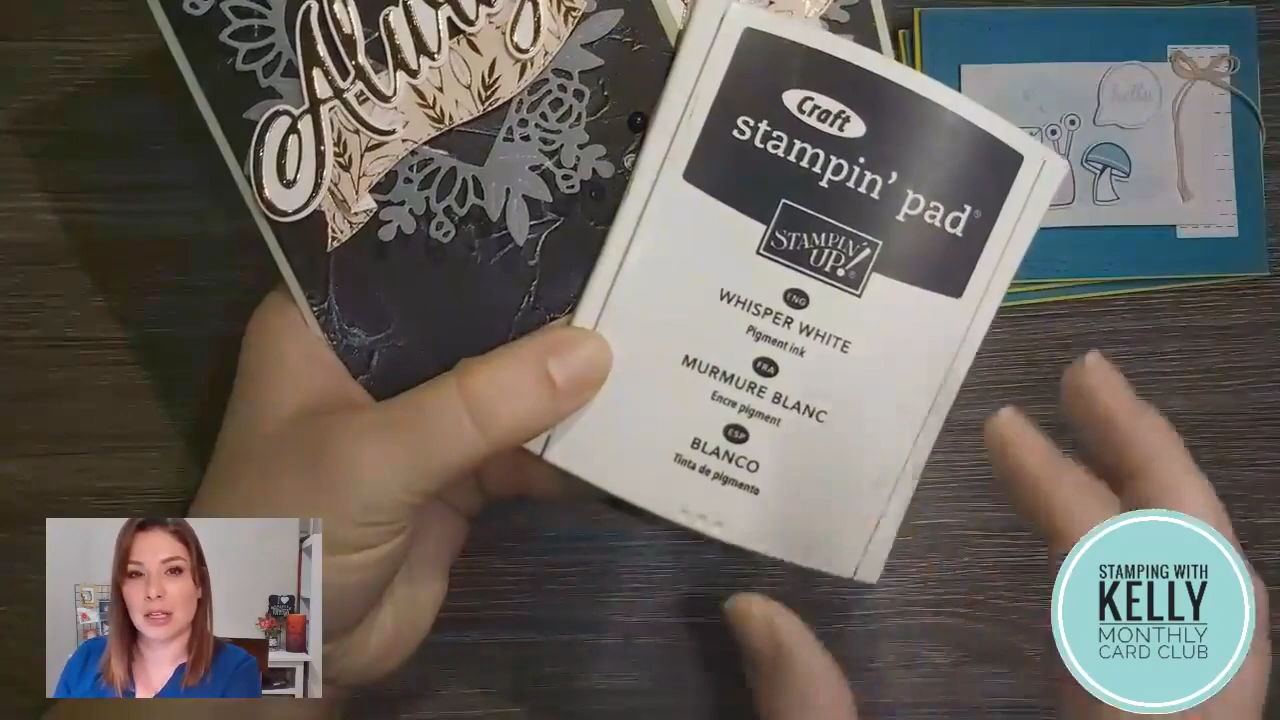 Always
Craft
stampin' pad®
STAMPIN'
UP!®
ENG
WHISPER WHITE
Pigment ink
FRA
MURMURE BLANC
Encre pigment
ESP
BLANCO
Tinta de pigmento
hello
STAMPING WITH
KELLY
MONTHLY
CARD CLUB